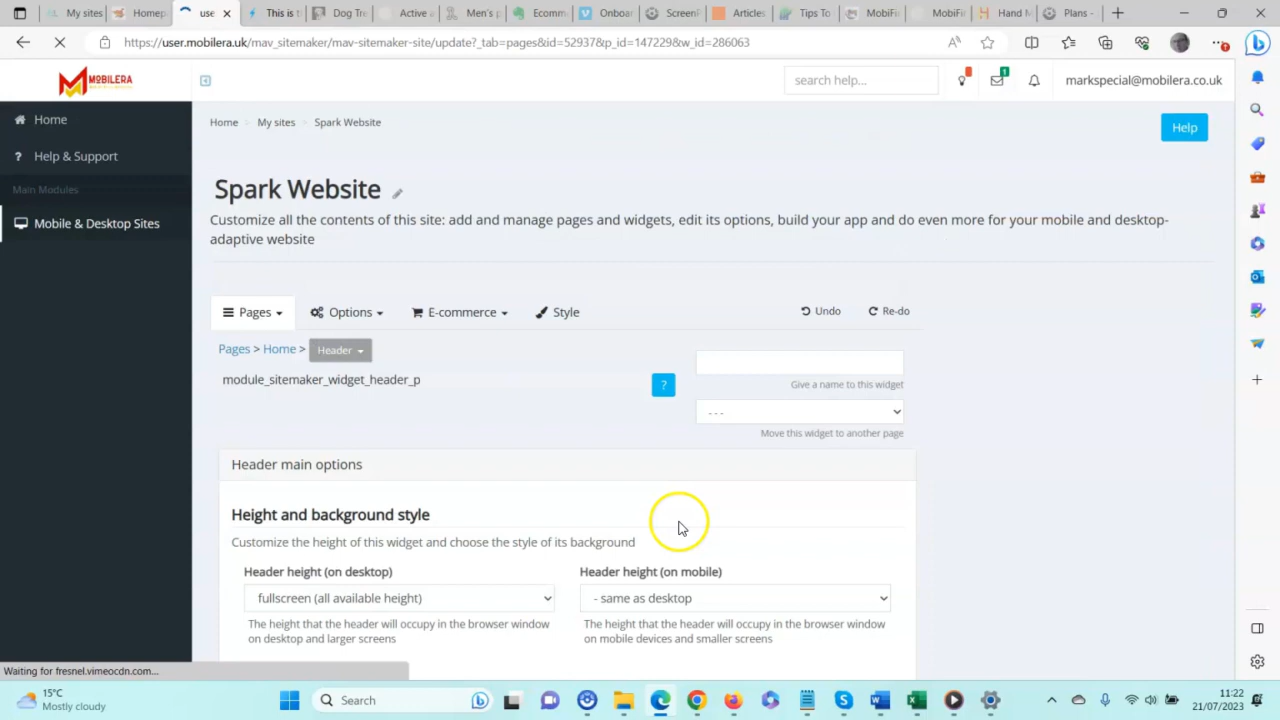 My sites
Homep
use
This is t
Dog Tre
Active a
Men's p
Ecomm
Onboar
ScreenF
Articles
Tips To
MobiFi
MobiFi
Hand M
Plans -
https://user.mobilera.uk/mav_sitemaker/mav-sitemaker-site/update?_tab=pages&id=52937&p_id=147229&w_id=286063
MOBILERA
search help...
1
markspecial@mobilera.co.uk
Home
Help & Support
Main Modules
Mobile & Desktop Sites
Home
My sites
Spark Website
Help
Spark Website
Customize all the contents of this site: add and manage pages and widgets, edit its options, build your app and do even more for your mobile and desktop-
adaptive website
Pages
Options
E-commerce
Style
Undo
Re-do
Pages > Home > Header
module_sitemaker_widget_header_p
?
Give a name to this widget
- - -
Move this widget to another page
Header main options
Height and background style
Customize the height of this widget and choose the style of its background
Header height (on desktop)
fullscreen (all available height)
The height that the header will occupy in the browser window
on desktop and larger screens
Header height (on mobile)
- same as desktop
The height that the header will occupy in the browser window
on mobile devices and smaller screens
Waiting for fresnel.vimeocdn.com...
15°C
Mostly cloudy
Search
11:22
21/07/2023